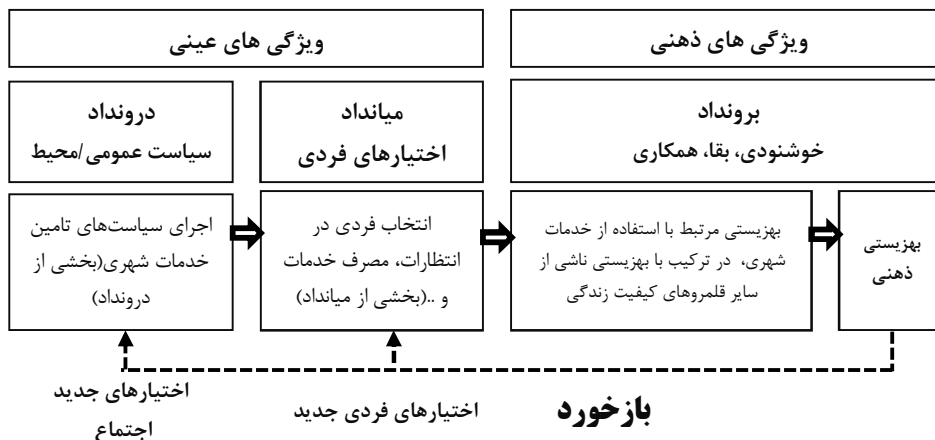 ویژگی های عینی
ویژگی های ذهنی
درونداد
سیاست عمومی/محیط
میانداد
اختیارهای فردی
برونداد
خوشنودی، بقا، همکاری
اجرای سیاست‌های تامین
خدمات شهری(بخشی از
درونداد)
انتخاب فردی در
انتظارات، مصرف خدمات
و ..(بخشی از میانداد)
بهزیستی مرتبط با استفاده از خدمات
شهری، در ترکیب با بهزیستی ناشی از
سایر قلمروهای کیفیت زندگی
بهزیستی
ذهنی
اختیارهای جدید
اجتماع
اختیارهای فردی جدید
بازخورد